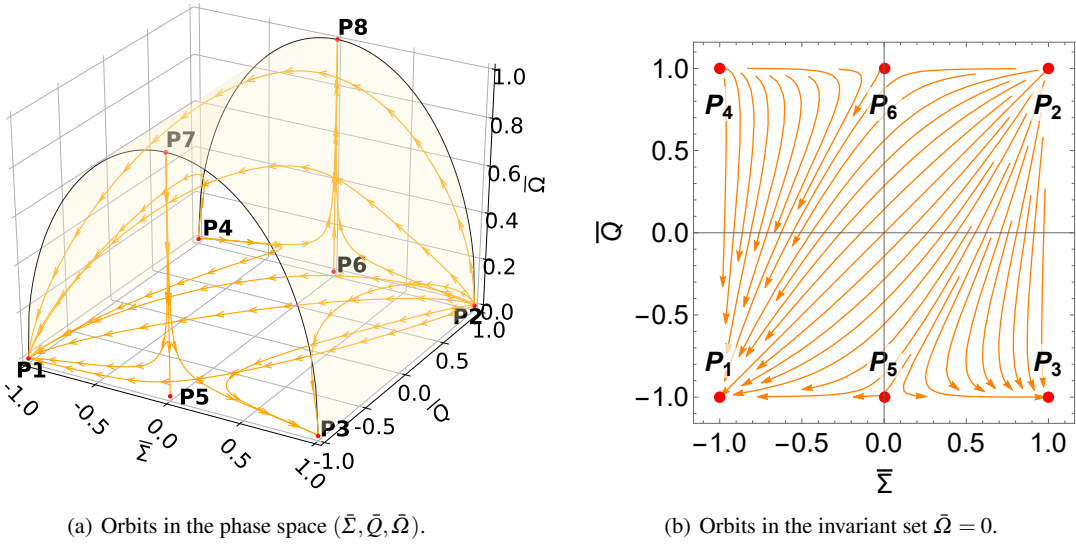 P8
1.0
0.8
P7
0.6
Ω̄
0.4
P4
0.2
P6
0.0
P2
1.0
0.5
P1
0.0
Q̄
-1.0
P5
-0.5
-0.5
P3
-1.0
0.0
Σ̄
0.5
1.0
(a) Orbits in the phase space (Σ̄,Q̄,Ω̄).
1.0
P4 P6 P2
0.5
Q̄ 0.0
−0.5
P1 P5 P3
−1.0
−1.0 −0.5 0.0 0.5 1.0
Σ̄
(b) Orbits in the invariant set Ω̄ = 0.